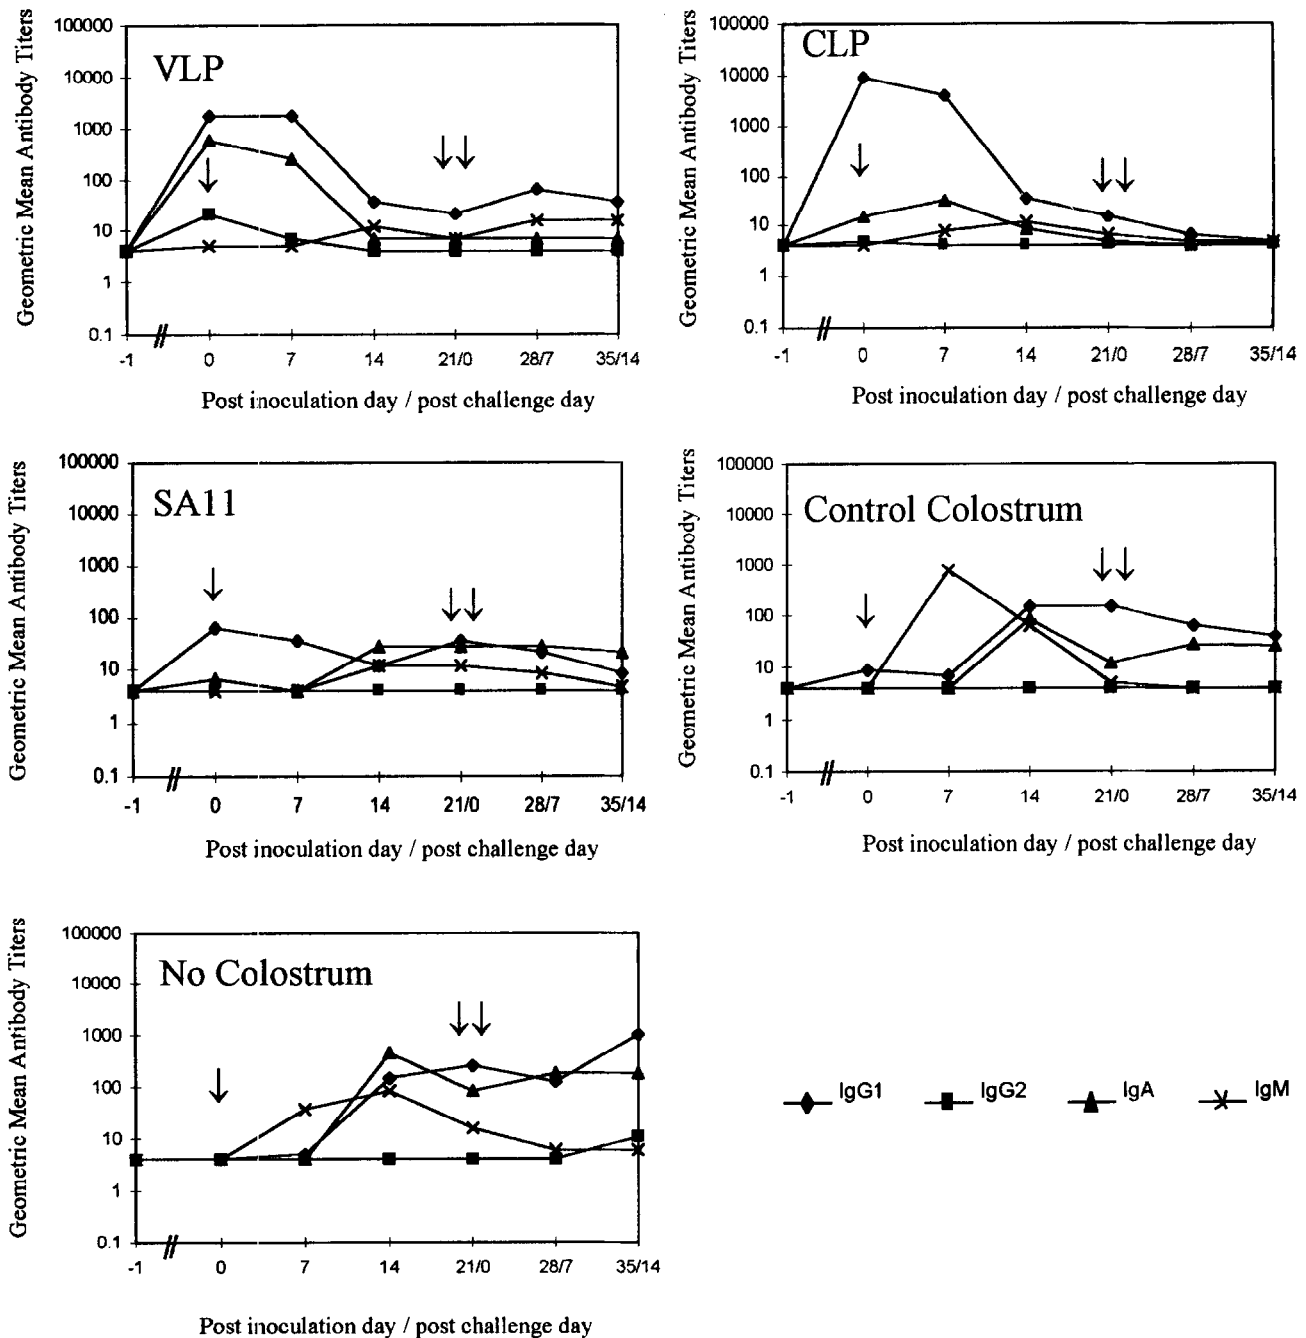 VLP
Geometric Mean Antibody Titers
100000
10000
1000
100
10
1
0.1
-1 0 7 14 21/0 28/7 35/14
Post inoculation day / post challenge day
CLP
Geometric Mean Antibody Titers
100000
10000
1000
100
10
1
0.1
-1 0 7 14 21/0 28/7 35/14
Post inoculation day / post challenge day
SA11
Geometric Mean Antibody Titers
100000
10000
1000
100
10
1
0.1
-1 0 7 14 21/0 28/7 35/14
Post inoculation day / post challenge day
Control Colostrum
Geometric Mean Antibody Titers
100000
10000
1000
100
10
1
0.1
-1 0 7 14 21/0 28/7 35/14
Post inoculation day / post challenge day
No Colostrum
Geometric Mean Antibody Titers
100000
10000
1000
100
10
1
0.1
-1 0 7 14 21/0 28/7 35/14
Post inoculation day / post challenge day
IgG1 IgG2 IgA IgM